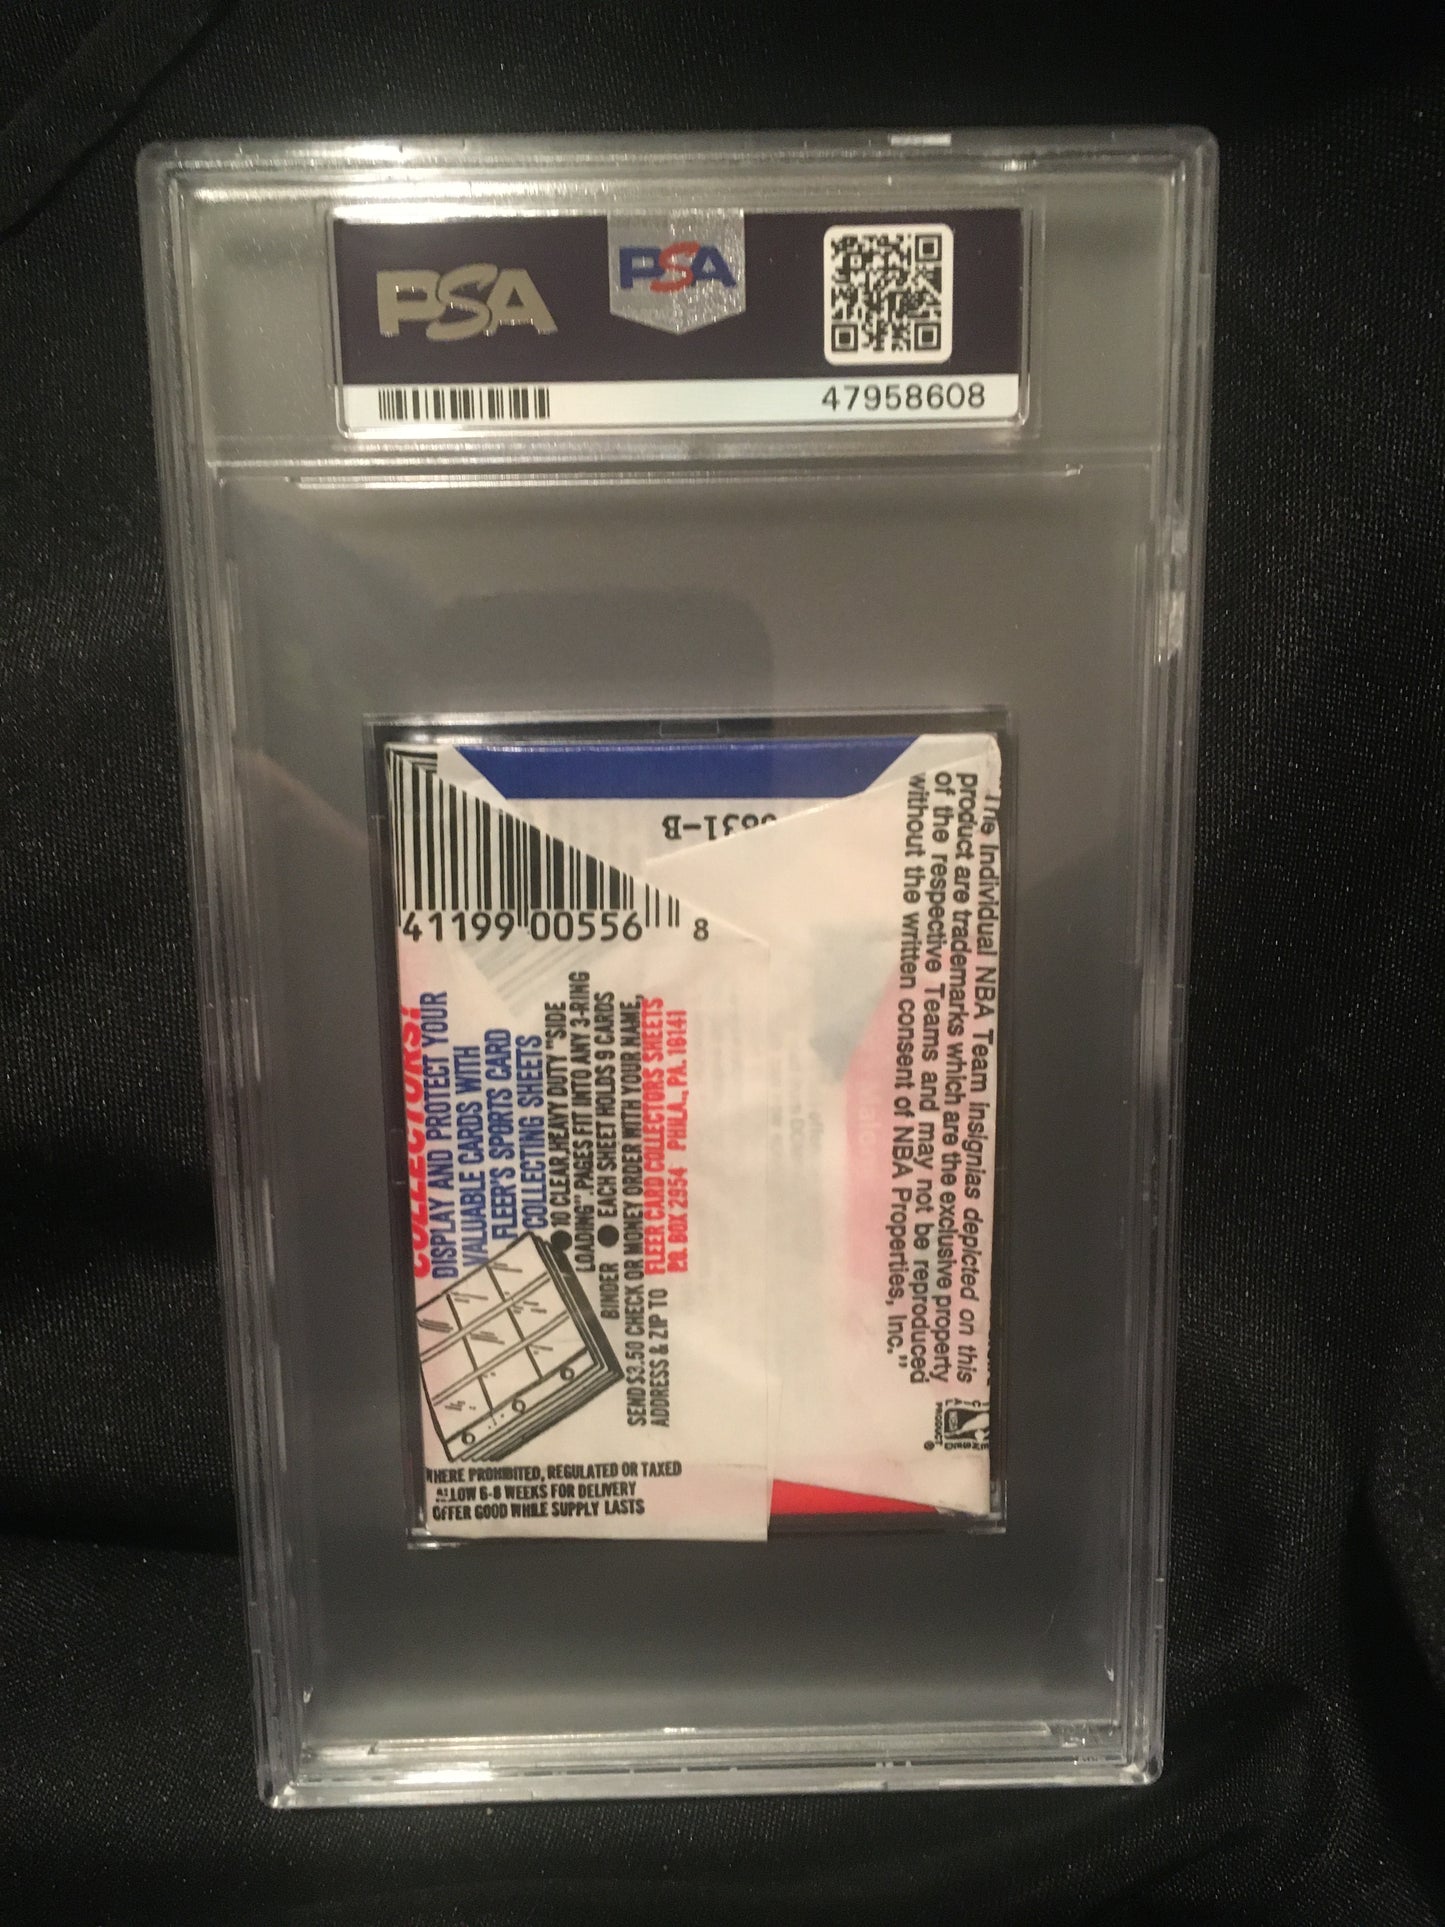 PSA
PSA
47958608
6831-B
41199 00556 8
COLLECTORS!
DISPLAY AND PROTECT YOUR
VALUABLE CARDS WITH
FLEER'S SPORTS CARD
COLLECTING SHEETS
● 10 CLEAR, HEAVY DUTY "SIDE
LOADING" PAGES FIT INTO ANY 3-RING
BINDER ● EACH SHEET HOLDS 9 CARDS
SEND $3.50 CHECK OR MONEY ORDER WITH YOUR NAME,
ADDRESS & ZIP TO FLEER CARD COLLECTORS SHEETS
P.O. BOX 2954 PHILA., PA. 19141
WHERE PROHIBITED, REGULATED OR TAXED
ALLOW 6-8 WEEKS FOR DELIVERY
OFFER GOOD WHILE SUPPLY LASTS
"The Individual NBA Team insignias depicted on this
product are trademarks which are the exclusive property
of the respective Teams and may not be reproduced
without the written consent of NBA Properties, Inc."
PRODUCT
®